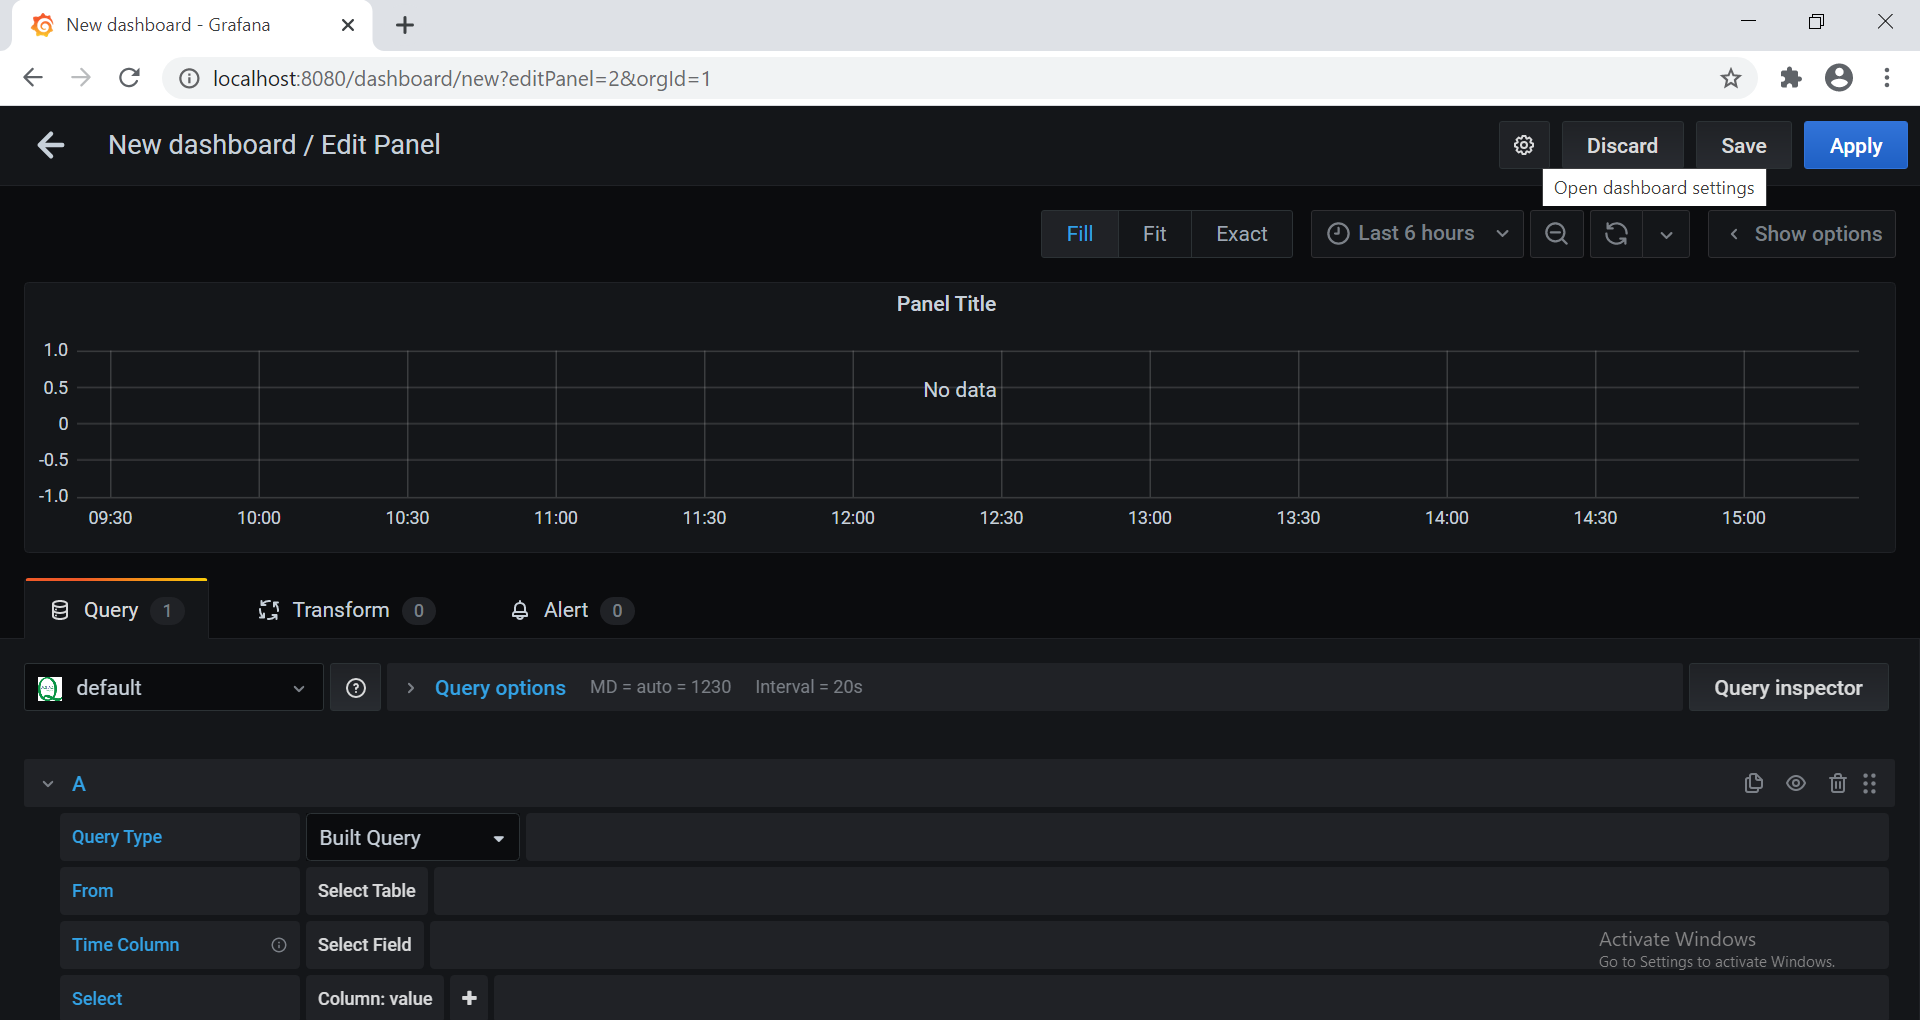 New dashboard - Grafana
localhost:8080/dashboard/new?editPanel=2&orgId=1
New dashboard / Edit Panel
Discard
Save
Apply
Open dashboard settings
Fill
Fit
Exact
Last 6 hours
Show options
Panel Title
1.0
0.5
0
-0.5
-1.0
No data
09:30 10:00 10:30 11:00 11:30 12:00 12:30 13:00 13:30 14:00 14:30 15:00
Query 1
Transform 0
Alert 0
default
Query options MD = auto = 1230 Interval = 20s
Query inspector
A
Query Type Built Query
From Select Table
Time Column Select Field
Select Column: value +
Activate Windows
Go to Settings to activate Windows.